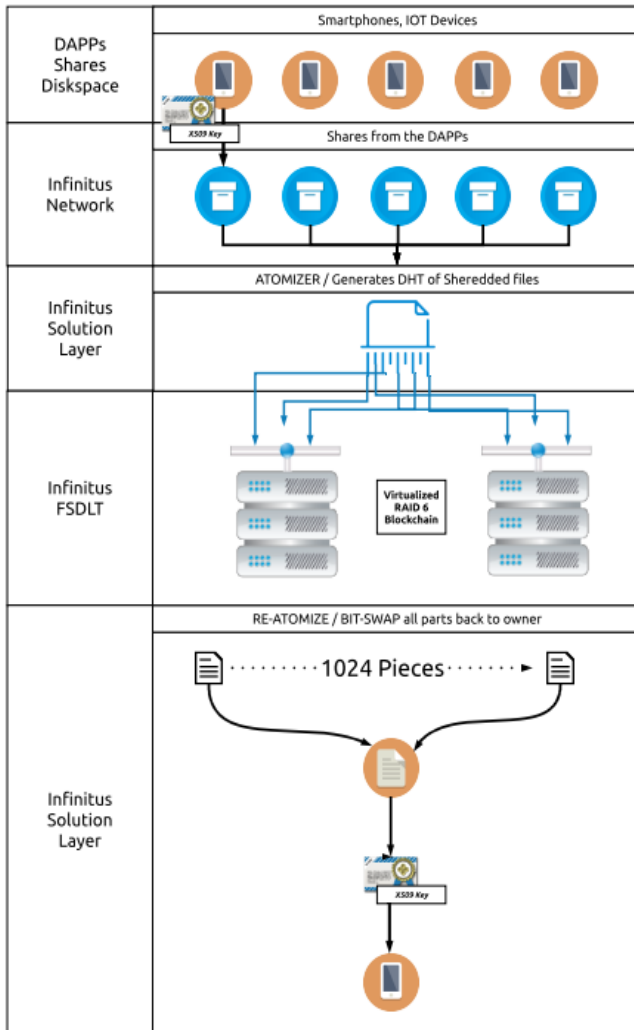 DAPPs
Shares
Diskspace
Smartphones, IOT Devices
X509 Key
Infinitus
Network
Shares from the DAPPs
Infinitus
Solution
Layer
ATOMIZER / Generates DHT of Sheredded files
Infinitus
FSDLT
Virtualized
RAID 6
Blockchain
Infinitus
Solution
Layer
RE-ATOMIZE / BIT-SWAP all parts back to owner
1024 Pieces
X509 Key